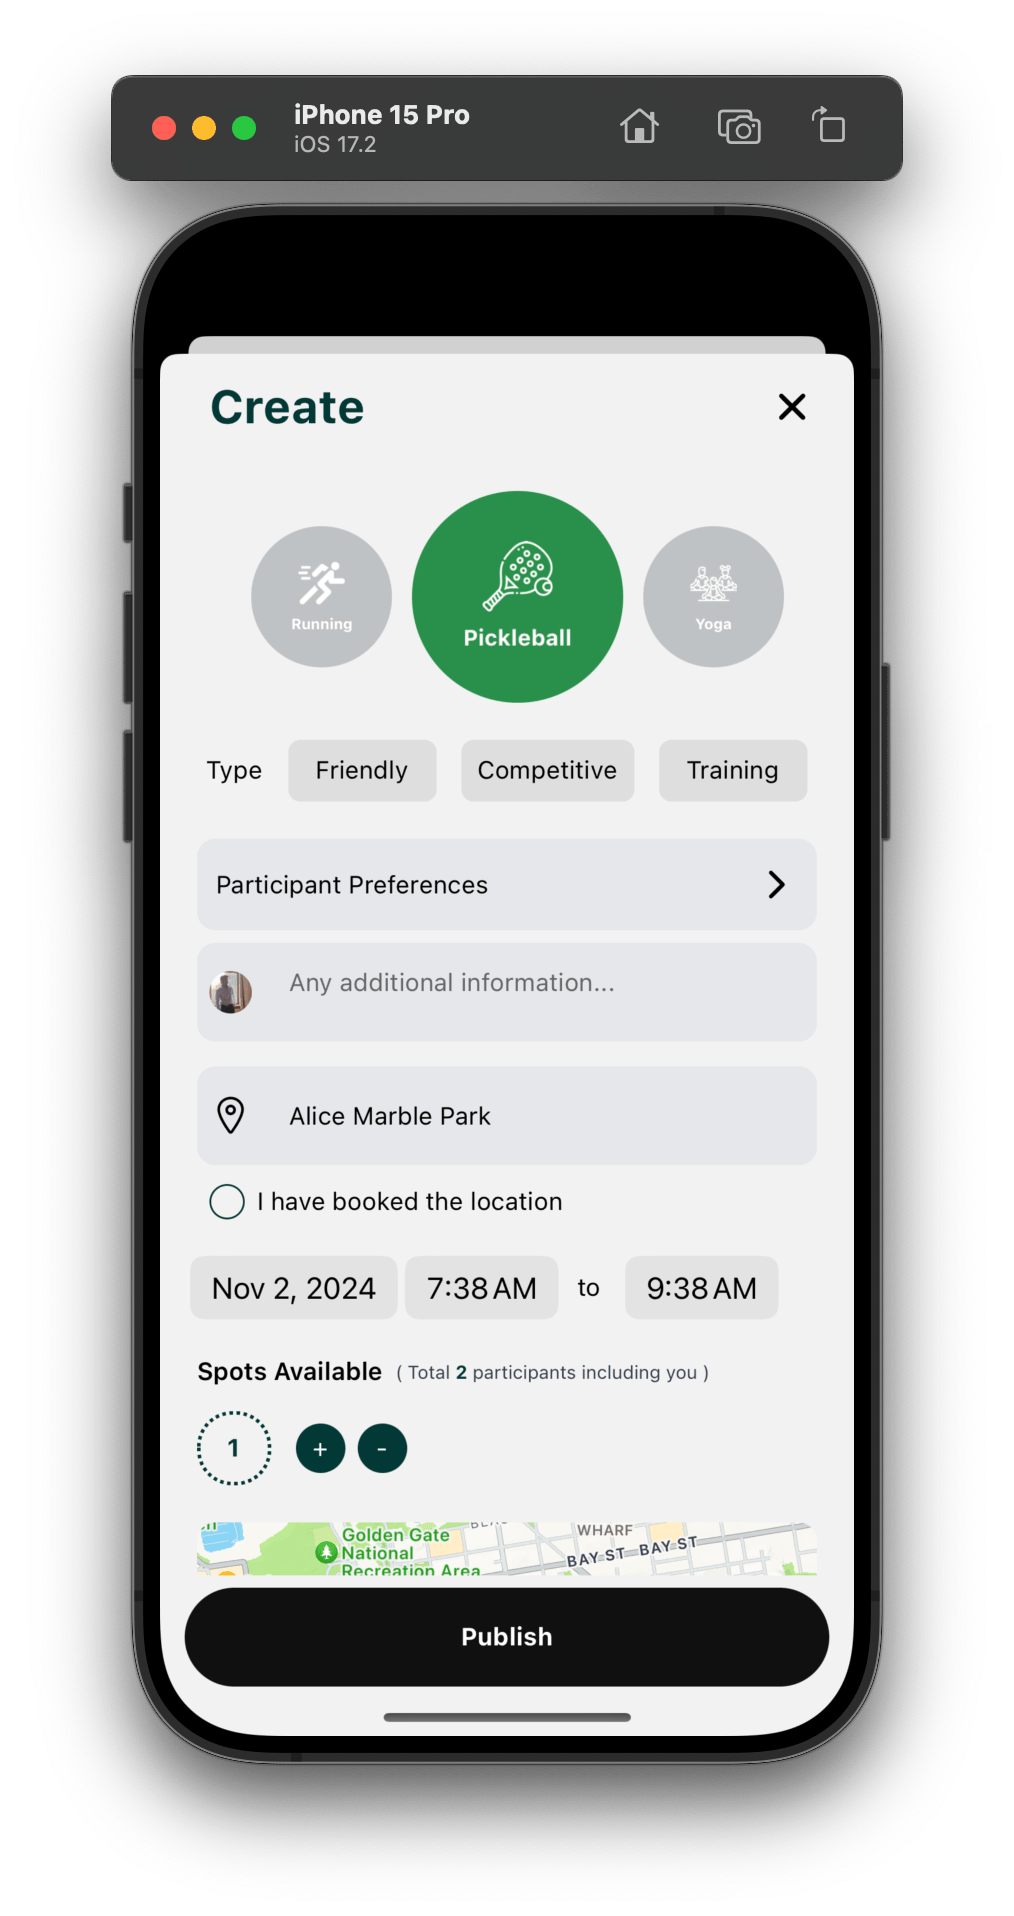 iPhone 15 Pro
iOS 17.2
Create
Running
Pickleball
Yoga
Type Friendly Competitive Training
Participant Preferences
Any additional information...
Alice Marble Park
I have booked the location
Nov 2, 2024 7:38 AM to 9:38 AM
Spots Available ( Total 2 participants including you )
1 + -
Golden Gate
National
Recreation Area
WHARF
BAY ST BAY ST
Publish